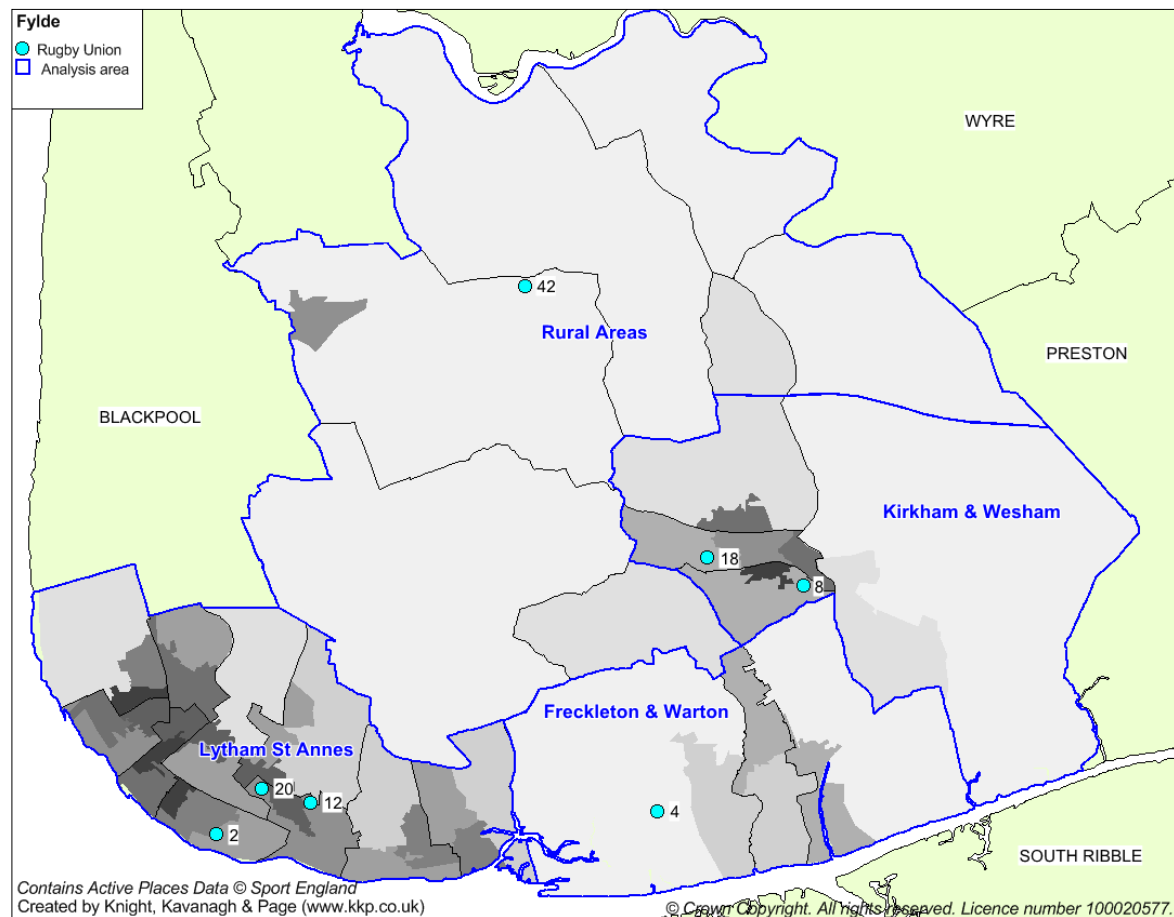 Fylde
Rugby Union
Analysis area
WYRE
42
Rural Areas
PRESTON
BLACKPOOL
Kirkham & Wesham
18
8
Freckleton & Warton
Lytham St Annes
20
12
4
2
SOUTH RIBBLE
Contains Active Places Data © Sport England
Created by Knight, Kavanagh & Page (www.kkp.co.uk)
© Crown Copyright. All rights reserved. Licence number 100020577.